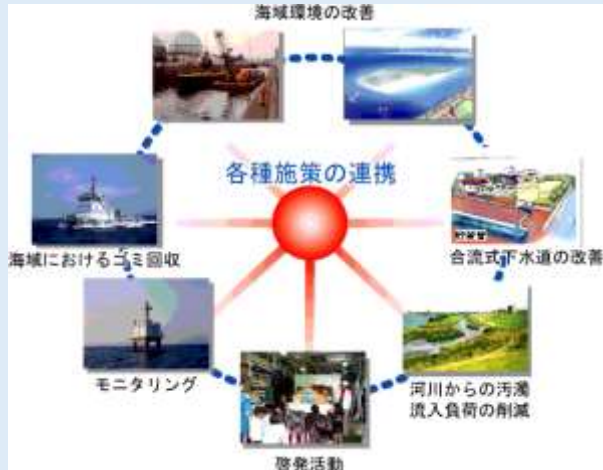 海域環境の改善
各種施策の連携
貯留管
海域におけるゴミ回収
合流式下水道の改善
モニタリング
河川からの汚濁
流入負荷の削減
啓発活動